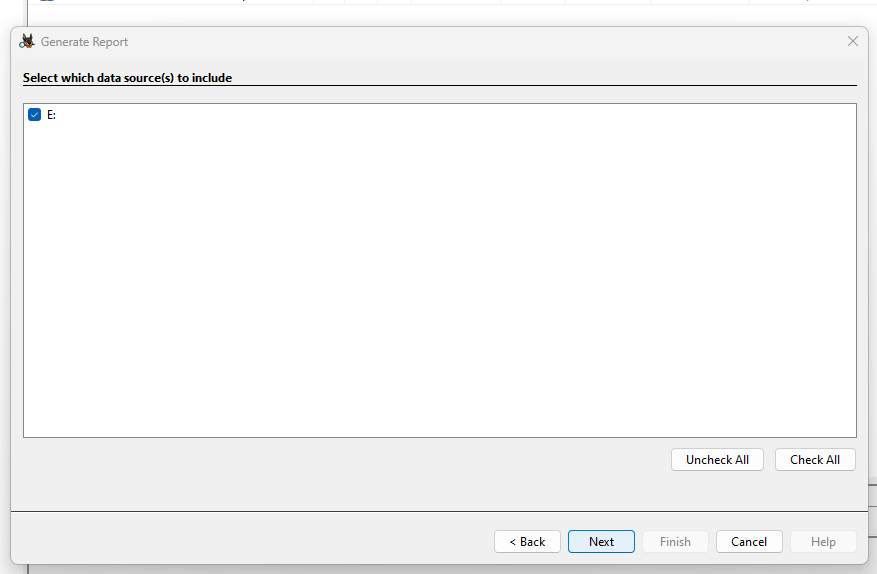 Generate Report
Select which data source(s) to include
E:
Uncheck All
Check All
< Back
Next
Finish
Cancel
Help